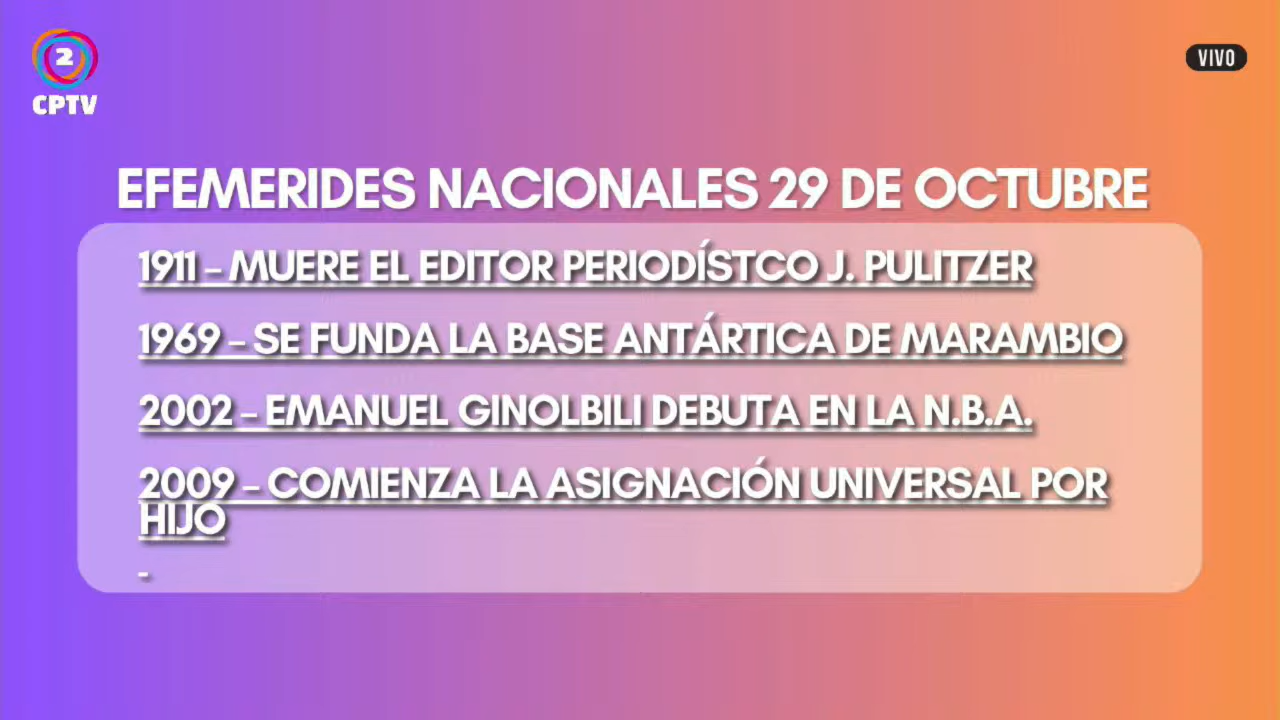 2
CPTV
VIVO
EFEMERIDES NACIONALES 29 DE OCTUBRE
1911 – MUERE EL EDITOR PERIODÍSTCO J. PULITZER
1969 – SE FUNDA LA BASE ANTÁRTICA DE MARAMBIO
2002 – EMANUEL GINOLBILI DEBUTA EN LA N.B.A.
2009 – COMIENZA LA ASIGNACIÓN UNIVERSAL POR
HIJO
-